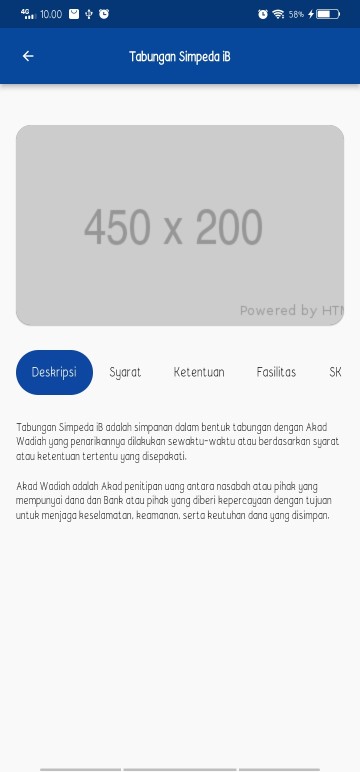 4G 10.00 58%
Tabungan Simpeda iB
450 x 200
Powered by HTM
Deskripsi Syarat Ketentuan Fasilitas SK
Tabungan Simpeda iB adalah simpanan dalam bentuk tabungan dengan Akad
Wadiah yang penarikannya dilakukan sewaktu-waktu atau berdasarkan syarat
atau ketentuan tertentu yang disepakati.
Akad Wadiah adalah Akad penitipan uang antara nasabah atau pihak yang
mempunyai dana dan Bank atau pihak yang diberi kepercayaan dengan tujuan
untuk menjaga keselamatan, keamanan, serta keutuhan dana yang disimpan.